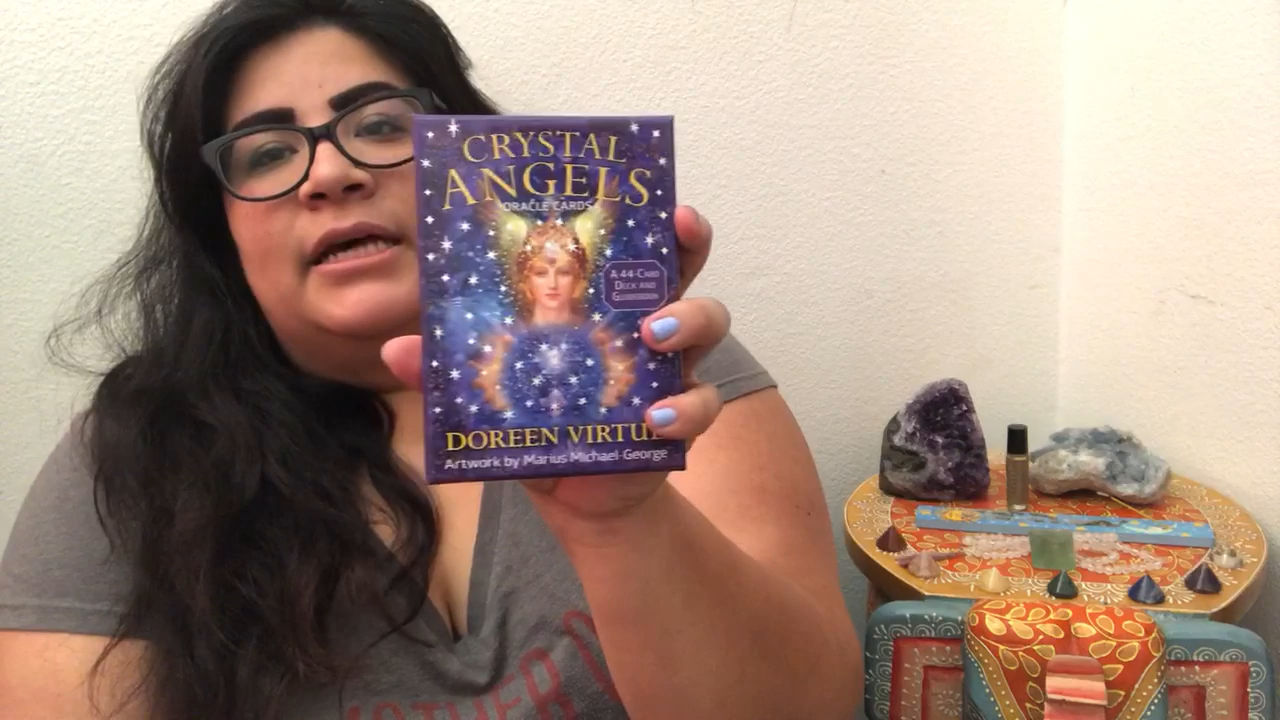 CRYSTAL
ANGELS
ORACLE CARDS
A 44-CARD
DECK AND
GUIDEBOOK
DOREEN VIRTUE
Artwork by Marius Michael-George